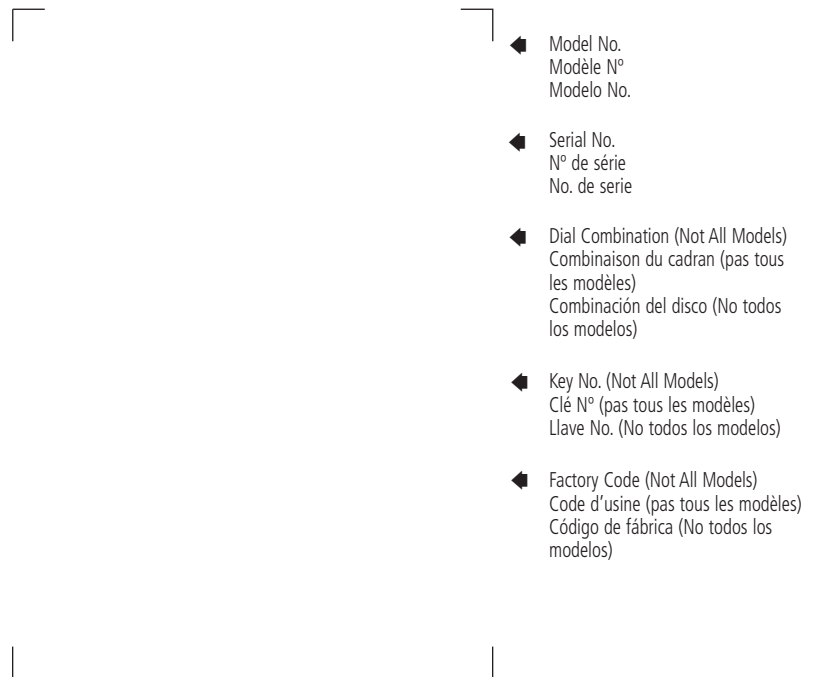 Model No.
Modèle Nº
Modelo No.
Serial No.
Nº de série
No. de serie
Dial Combination (Not All Models)
Combinaison du cadran (pas tous
les modèles)
Combinación del disco (No todos
los modelos)
Key No. (Not All Models)
Clé Nº (pas tous les modèles)
Llave No. (No todos los modelos)
Factory Code (Not All Models)
Code d’usine (pas tous les modèles)
Código de fábrica (No todos los
modelos)